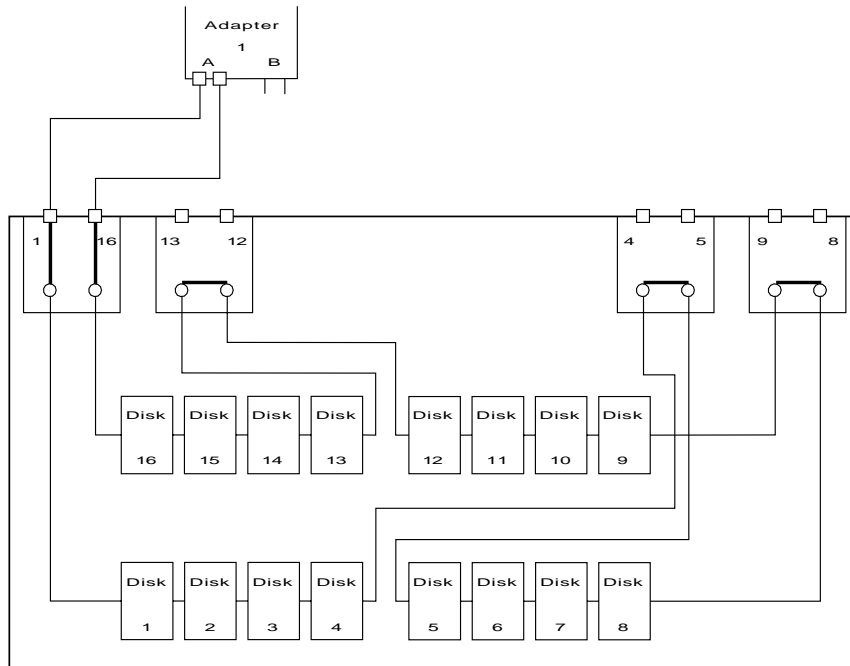 Adapter
1
A B
1 16 13 12 4 5 9 8
Disk Disk Disk Disk Disk Disk Disk Disk
16 15 14 13 12 11 10 9
Disk Disk Disk Disk Disk Disk Disk Disk
1 2 3 4 5 6 7 8